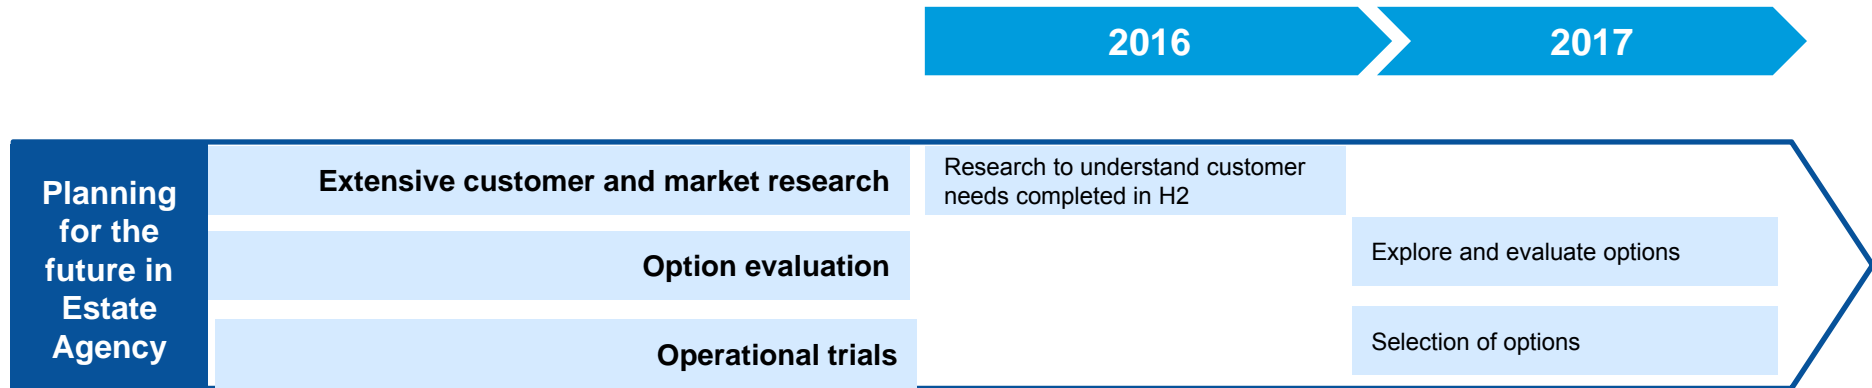 2016
2017
Planning
for the
future in
Estate
Agency
Extensive customer and market research
Research to understand customer
needs completed in H2
Option evaluation
Explore and evaluate options
Operational trials
Selection of options